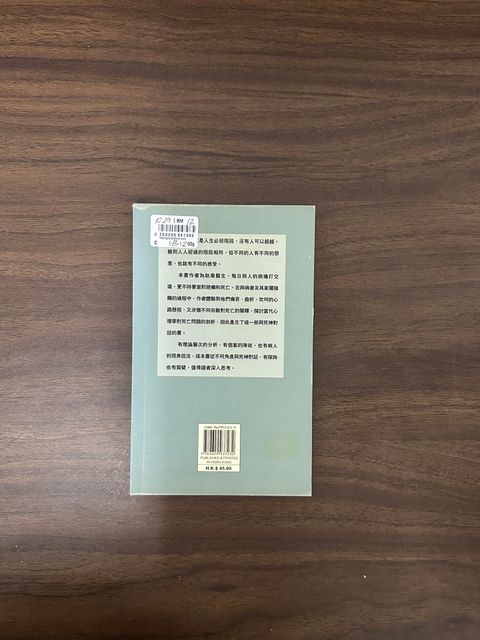 1 RM 12
200g
是人生必經階段，沒有人可以超越。
雖則人人經過的階段相同，但不同的人有不同的態
度，也就有不同的感受。
本書作者為執業醫生，每日與人的病痛打交
道，更不時要面對絕痛和死亡。在與病者及其家屬接
觸的過程中，作者體驗到他們痛苦、曲折、坎坷的心
路歷程，又涉獵不同宗教對死亡的闡釋，探討當代心
理學對死亡問題的剖析，因此產生了這一部與死神對
話的書。
有理論層次的分析，有個案的陳述，也有病人
的現身說法，這本書從不同角度與死神對話，有探詢
也有質疑，值得讀者深入思考。
PUBLISHED & PRINTED
IN HONG KONG
H.K.$ 45.00